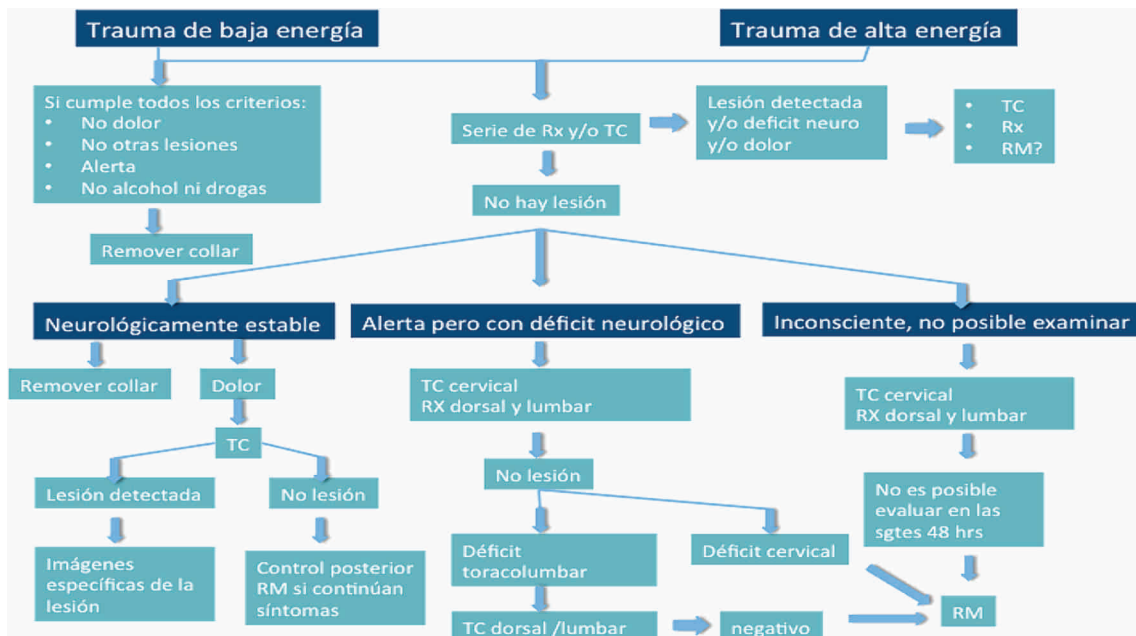 Trauma de baja energía
Trauma de alta energía
Si cumple todos los criterios:
• No dolor
• No otras lesiones
• Alerta
• No alcohol ni drogas
Serie de Rx y/o TC
Lesión detectada
y/o deficit neuro
y/o dolor
• TC
• Rx
• RM?
No hay lesión
Remover collar
Neurológicamente estable
Alerta pero con déficit neurológico
Inconsciente, no posible examinar
Remover collar
Dolor
TC
Lesión detectada
No lesión
Imágenes
específicas de la
lesión
Control posterior
RM si continúan
síntomas
TC cervical
RX dorsal y lumbar
No lesión
Déficit
toracolumbar
Déficit cervical
TC dorsal /lumbar
negativo
TC cervical
RX dorsal y lumbar
No es posible
evaluar en las
sgtes 48 hrs
RM